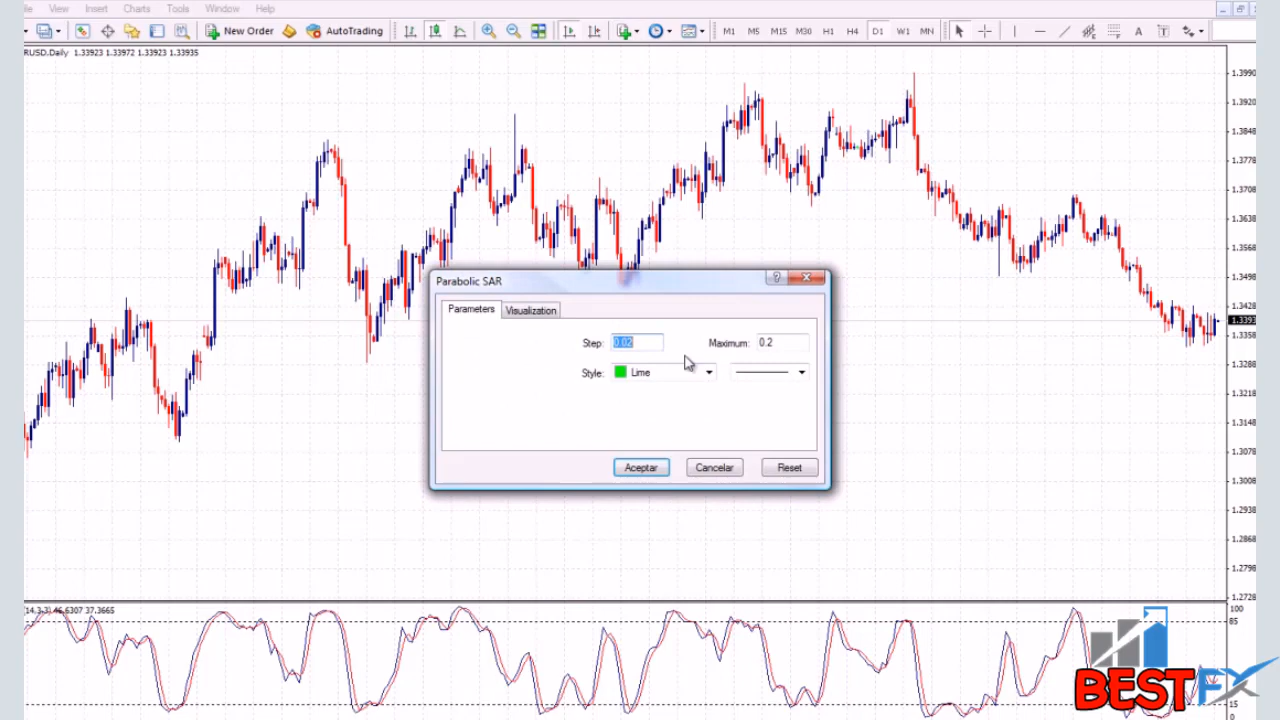 View Insert Charts Tools Window Help
New Order AutoTrading M1 M5 M15 M30 H1 H4 D1 W1 MN A T
RUSD.Daily 1.33923 1.33972 1.33923 1.33935
1.3990
1.3920
1.3848
1.3778
1.3708
1.3638
1.3568
1.3498
1.3428
1.3393
1.3358
1.3288
1.3218
1.3148
1.3078
1.3008
1.2938
1.2868
1.2798
1.2728
Parabolic SAR
Parameters Visualization
Step: 0.02 Maximum: 0.2
Style: Lime
Aceptar Cancelar Reset
(14,3,3) 46.6307 37.3665
100
85
15
0
BESTFX